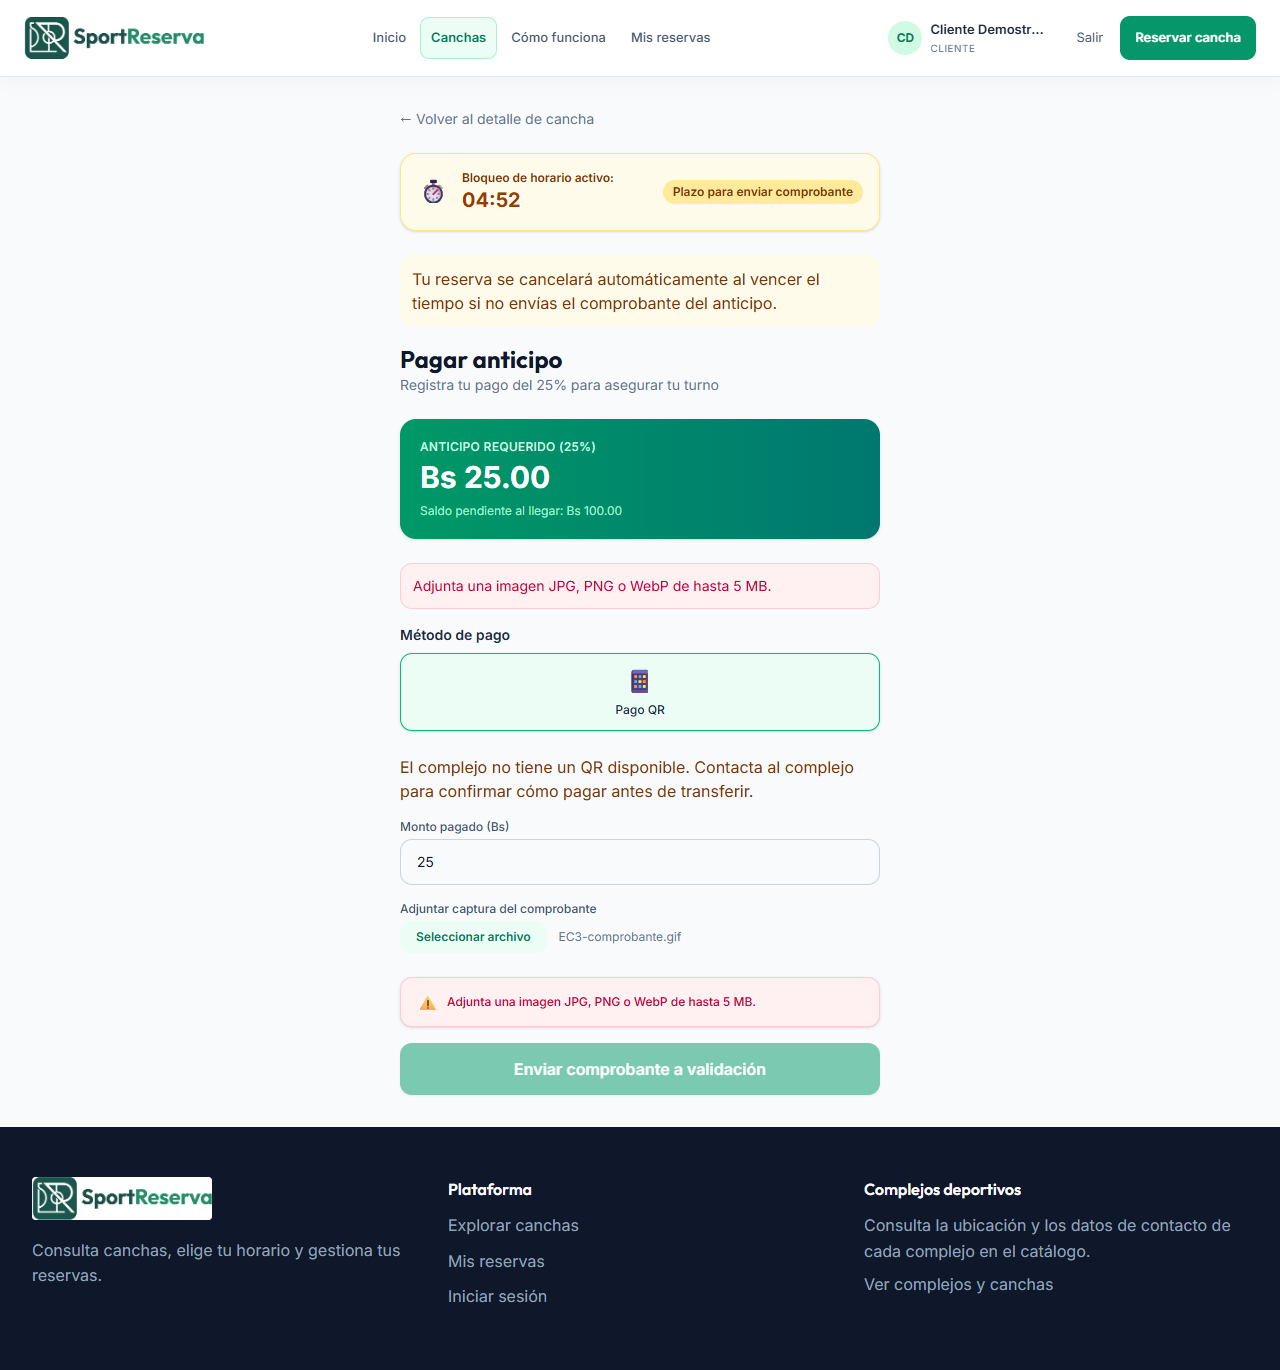 SportReserva
Inicio
Canchas
Cómo funciona
Mis reservas
CD
Cliente Demostr...
CLIENTE
Salir
Reservar cancha
← Volver al detalle de cancha
Bloqueo de horario activo:
04:52
Plazo para enviar comprobante
Tu reserva se cancelará automáticamente al vencer el
tiempo si no envías el comprobante del anticipo.
Pagar anticipo
Registra tu pago del 25% para asegurar tu turno
ANTICIPO REQUERIDO (25%)
Bs 25.00
Saldo pendiente al llegar: Bs 100.00
Adjunta una imagen JPG, PNG o WebP de hasta 5 MB.
Método de pago
Pago QR
El complejo no tiene un QR disponible. Contacta al complejo
para confirmar cómo pagar antes de transferir.
Monto pagado (Bs)
25
Adjuntar captura del comprobante
Seleccionar archivo
EC3-comprobante.gif
Adjunta una imagen JPG, PNG o WebP de hasta 5 MB.
Enviar comprobante a validación
SportReserva
Consulta canchas, elige tu horario y gestiona tus
reservas.
Plataforma
Explorar canchas
Mis reservas
Iniciar sesión
Complejos deportivos
Consulta la ubicación y los datos de contacto de
cada complejo en el catálogo.
Ver complejos y canchas